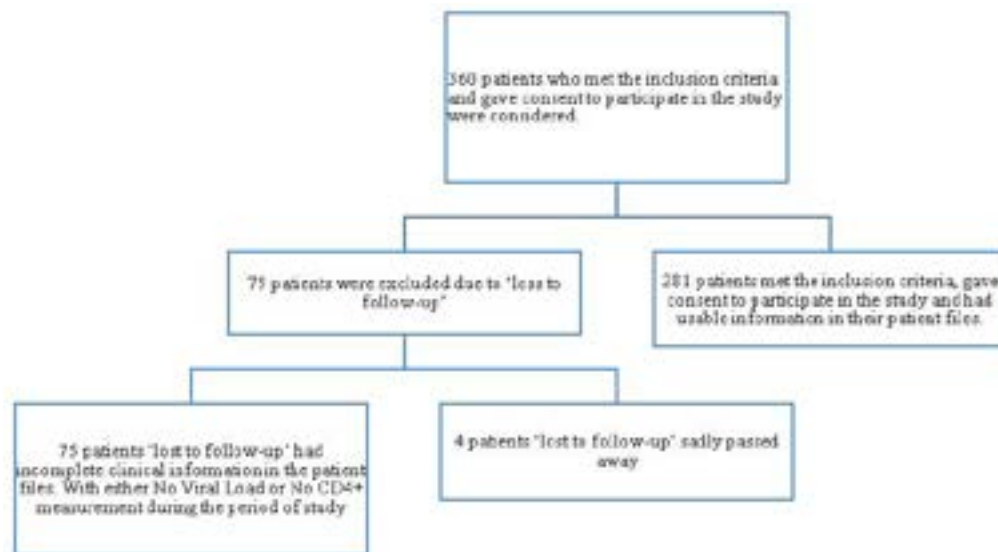 360 patients who met the inclusion criteria
and gave consent to participate in the study
were considered.
79 patients were excluded due to "loss to
follow-up"
281 patients met the inclusion criteria, gave
consent to participate in the study and had
usable information in their patient files.
75 patients "lost to follow-up" had
incomplete clinical information in the patient
files. With either No Viral Load or No CD4+
measurement during the period of study
4 patients "lost to follow-up" sadly passed
away